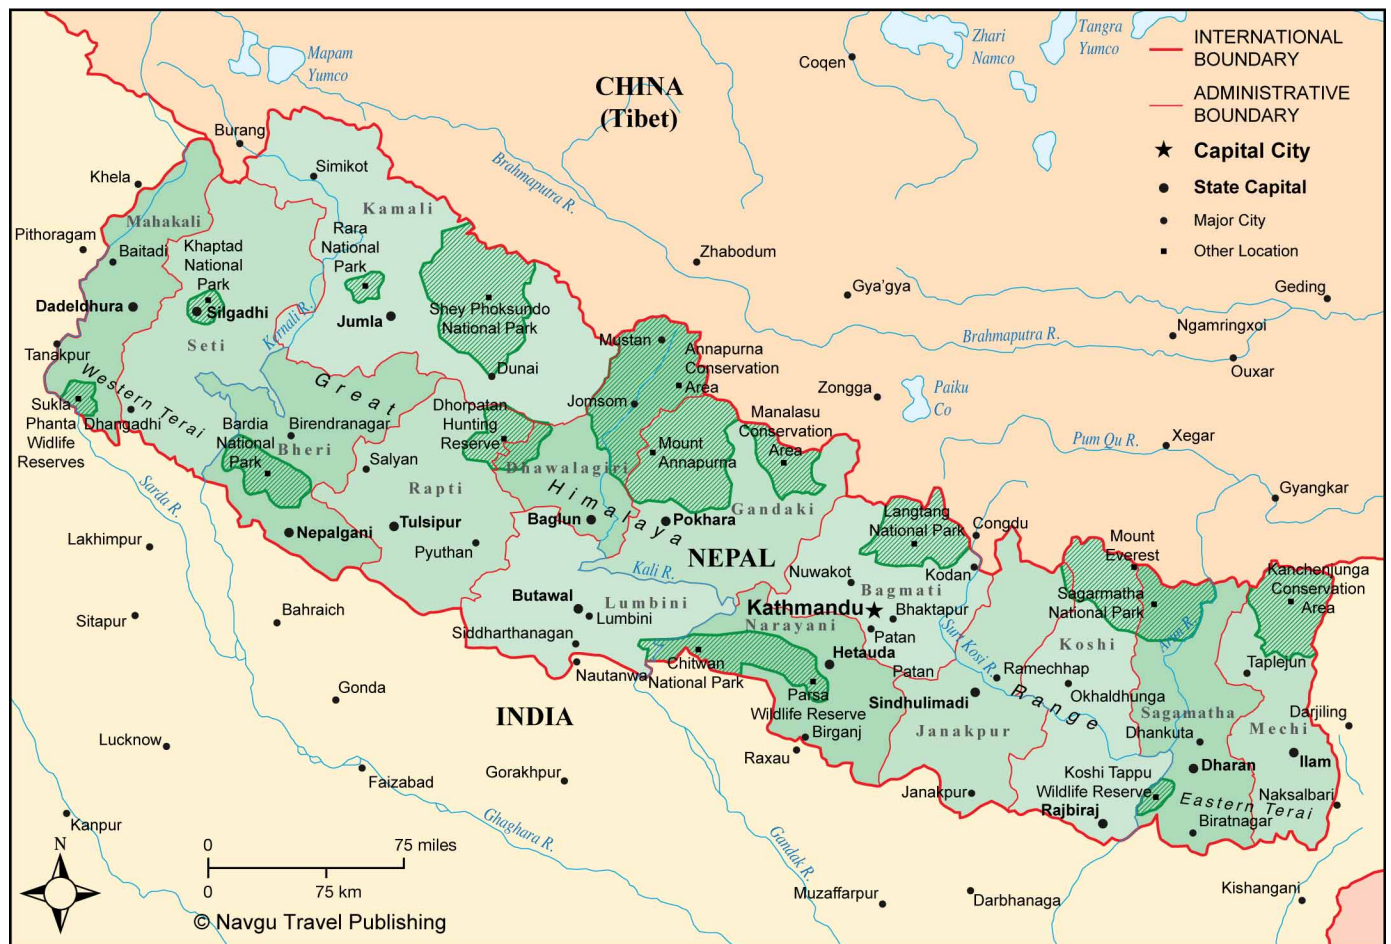 Mapam
Yumco
CHINA
(Tibet)
Coqen
Zhari
Namco
Tangra
Yumco
INTERNATIONAL
BOUNDARY
ADMINISTRATIVE
BOUNDARY
Capital City
State Capital
Major City
Other Location
Burang
Khela
Simikot
Brahmaputra R.
Kamali
Mahakali
Pithoragam
Baitadi
Khaptad
National
Park
Rara
National
Park
Zhabodum
Gya'gya
Geding
Dadeldhura
Silgadhi
Kernali R.
Jumla
Shey Phoksundo
National Park
Ngamringxoi
Brahmaputra R.
Ouxar
Seti
Tanakpur
Mustan
Annapurna
Conservation
Area
Dunai
Western Terai
Great
Zongga
Paiku
Co
Sukla
Phanta
Widlife
Reserves
Dhangadhi
Bardia
National
Park
Birendranagar
Bheri
Dhorpatan
Hunting
Reserve
Jomsom
Manalasu
Conservation
Area
Mount
Annapurna
Pum Qu R.
Xegar
Salyan
Dhawalagiri
Rapti
Himalaya
Gandaki
Gyangkar
Sarda R.
Nepalgani
Tulsipur
Pyuthan
Baglun
Pokhara
Langtang
National Park
Congdu
Lakhimpur
NEPAL
Mount
Everest
Kali R.
Nuwakot
Kodan
Bagmati
Sagarmatha
National Park
Kanchenjunga
Conservation
Area
Sitapur
Bahraich
Butawal
Lumbini
Lumbini
Kathmandu
Bhaktapur
Narayani
Patan
Siddharthanagan
Nautanwa
Chitwan
National Park
Hetauda
Patan
Sun Kosi R.
Koshi
Arun R.
Ramechhap
Taplejun
Gonda
INDIA
Parsa
Wildlife Reserve
Sindhulimadi
Range
Okhaldhunga
Sagamatha
Mechi
Darjiling
Lucknow
Birganj
Janakpur
Dhankuta
Raxau
Faizabad
Gorakhpur
Koshi Tappu
Wildlife Reserve
Dharan
Ilam
Janakpur
Rajbiraj
Eastern Terai
Naksalbari
Biratnagar
Kanpur
Ghaghara R.
Gandak R.
N
0
75 miles
0
75 km
Muzaffarpur
Darbhanaga
Kishangani
© Navgu Travel Publishing